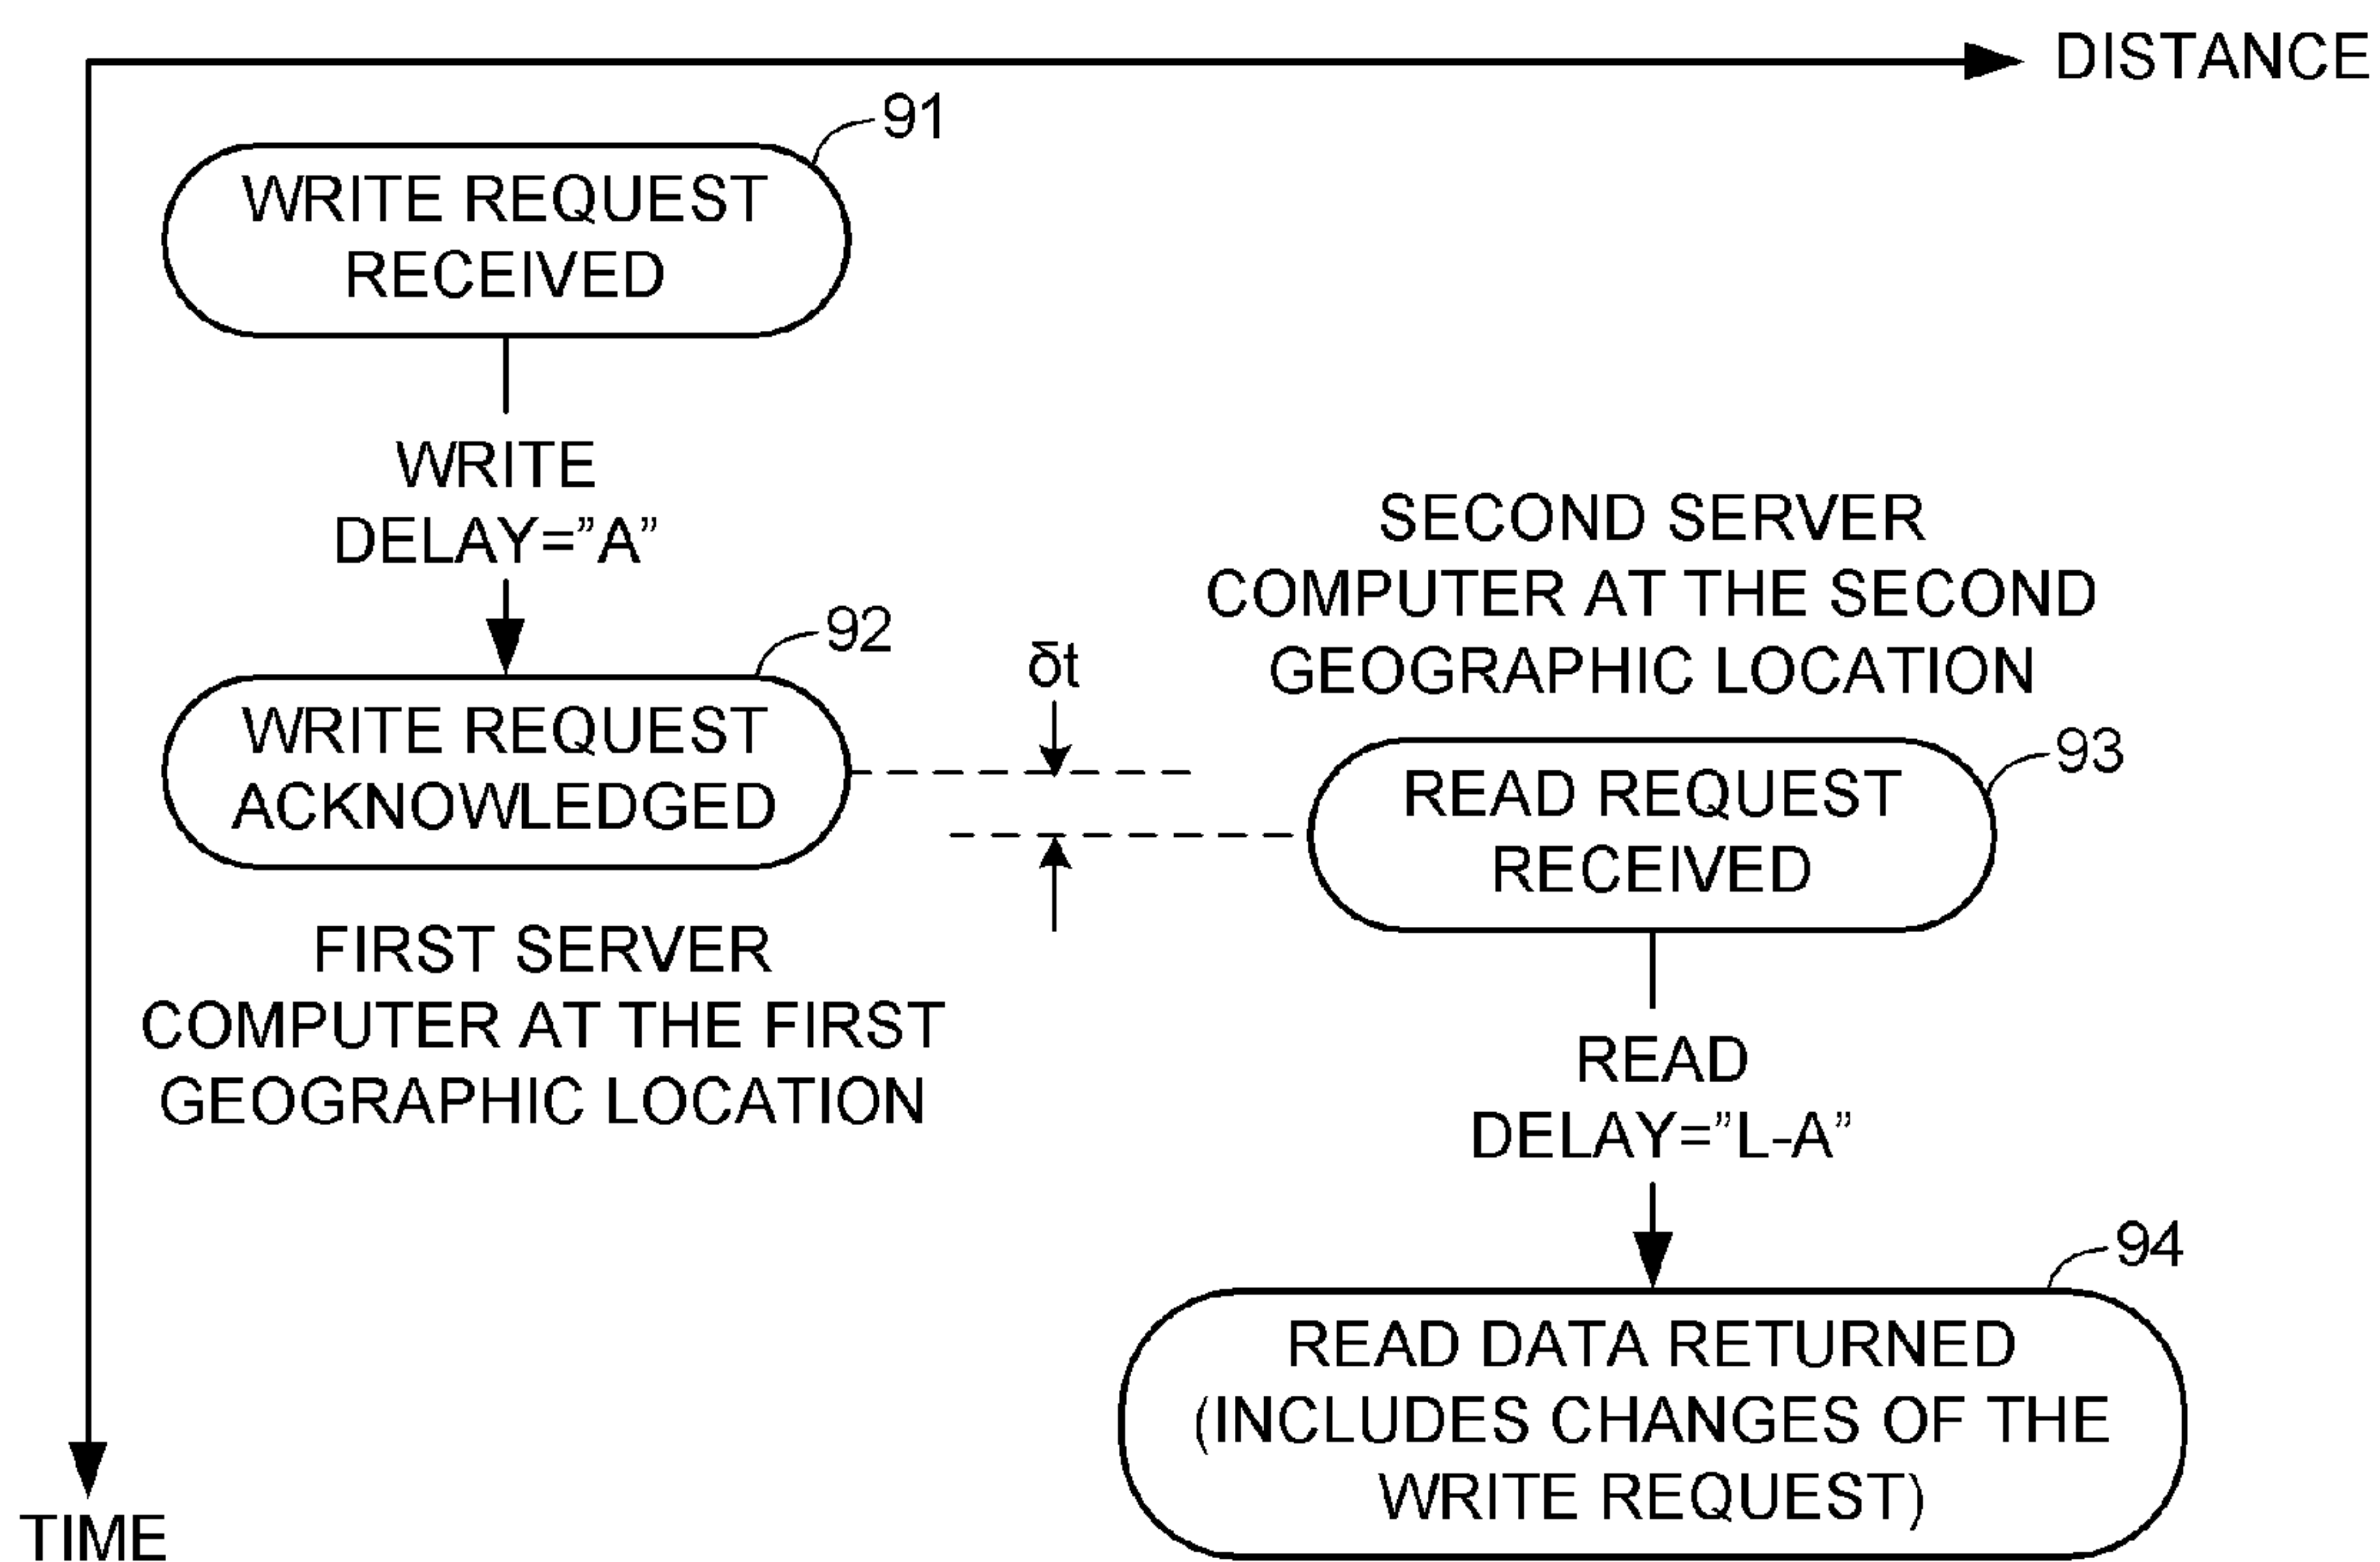 DISTANCE
91
WRITE REQUEST
RECEIVED
WRITE
DELAY=”A”
92
WRITE REQUEST
ACKNOWLEDGED
FIRST SERVER
COMPUTER AT THE FIRST
GEOGRAPHIC LOCATION
δt
SECOND SERVER
COMPUTER AT THE SECOND
GEOGRAPHIC LOCATION
93
READ REQUEST
RECEIVED
READ
DELAY=”L-A”
94
READ DATA RETURNED
(INCLUDES CHANGES OF THE
WRITE REQUEST)
TIME